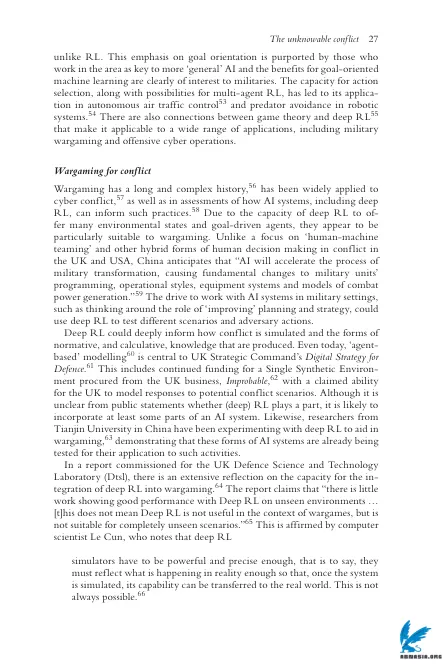 The unknowable conflict 27
unlike RL. This emphasis on goal orientation is purported by those who
work in the area as key to more ‘general’ AI and the benefits for goal-oriented
machine learning are clearly of interest to militaries. The capacity for action
selection, along with possibilities for multi-agent RL, has led to its applica-
tion in autonomous air traffic control53 and predator avoidance in robotic
systems.54 There are also connections between game theory and deep RL55
that make it applicable to a wide range of applications, including military
wargaming and offensive cyber operations.
Wargaming for conflict
Wargaming has a long and complex history,56 has been widely applied to
cyber conflict,57 as well as in assessments of how AI systems, including deep
RL, can inform such practices.58 Due to the capacity of deep RL to of-
fer many environmental states and goal-driven agents, they appear to be
particularly suitable to wargaming. Unlike a focus on ‘human-machine
teaming’ and other hybrid forms of human decision making in conflict in
the UK and USA, China anticipates that “AI will accelerate the process of
military transformation, causing fundamental changes to military units’
programming, operational styles, equipment systems and models of combat
power generation.”59 The drive to work with AI systems in military settings,
such as thinking around the role of ‘improving’ planning and strategy, could
use deep RL to test different scenarios and adversary actions.
Deep RL could deeply inform how conflict is simulated and the forms of
normative, and calculative, knowledge that are produced. Even today, ‘agent-
based’ modelling60 is central to UK Strategic Command’s Digital Strategy for
Defence.61 This includes continued funding for a Single Synthetic Environ-
ment procured from the UK business, Improbable,62 with a claimed ability
for the UK to model responses to potential conflict scenarios. Although it is
unclear from public statements whether (deep) RL plays a part, it is likely to
incorporate at least some parts of an AI system. Likewise, researchers from
Tianjin University in China have been experimenting with deep RL to aid in
wargaming,63 demonstrating that these forms of AI systems are already being
tested for their application to such activities.
In a report commissioned for the UK Defence Science and Technology
Laboratory (Dtsl), there is an extensive reflection on the capacity for the in-
tegration of deep RL into wargaming.64 The report claims that “there is little
work showing good performance with Deep RL on unseen environments …
[t]his does not mean Deep RL is not useful in the context of wargames, but is
not suitable for completely unseen scenarios.”65 This is affirmed by computer
scientist Le Cun, who notes that deep RL
simulators have to be powerful and precise enough, that is to say, they
must reflect what is happening in reality enough so that, once the system
is simulated, its capability can be transferred to the real world. This is not
always possible.66